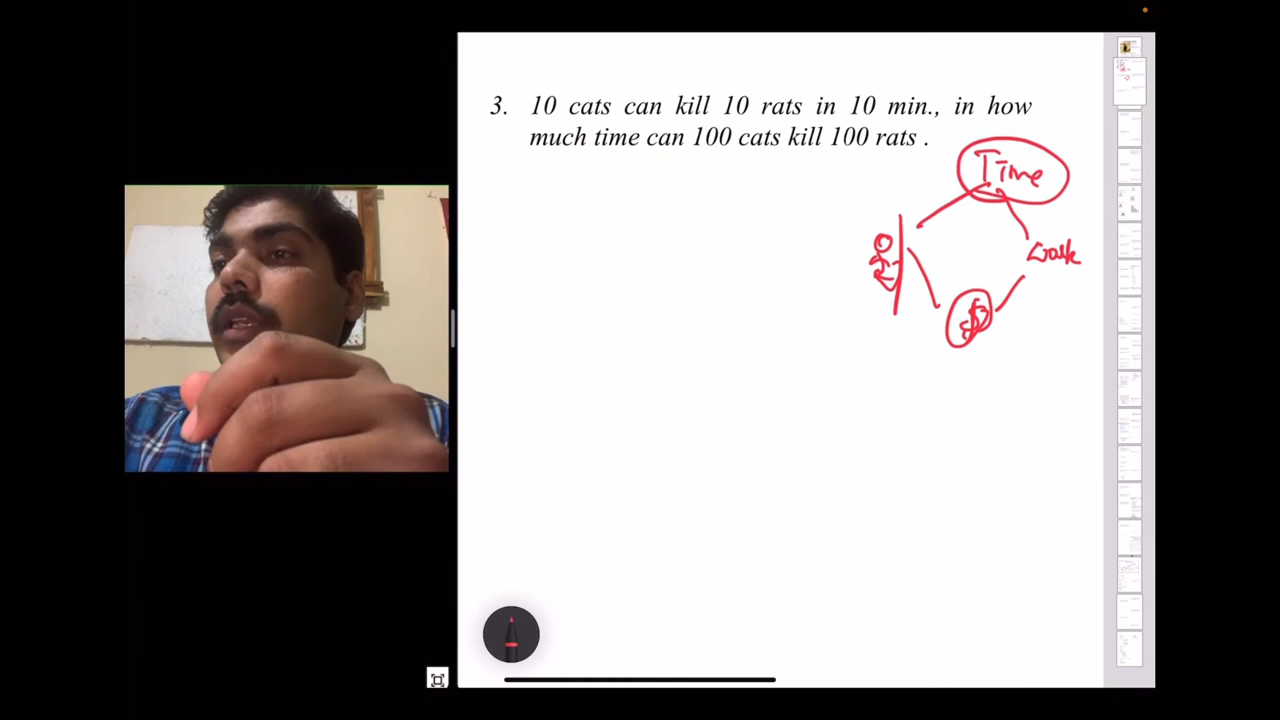 3. 10 cats can kill 10 rats in 10 min., in how
much time can 100 cats kill 100 rats .
Time
work
$